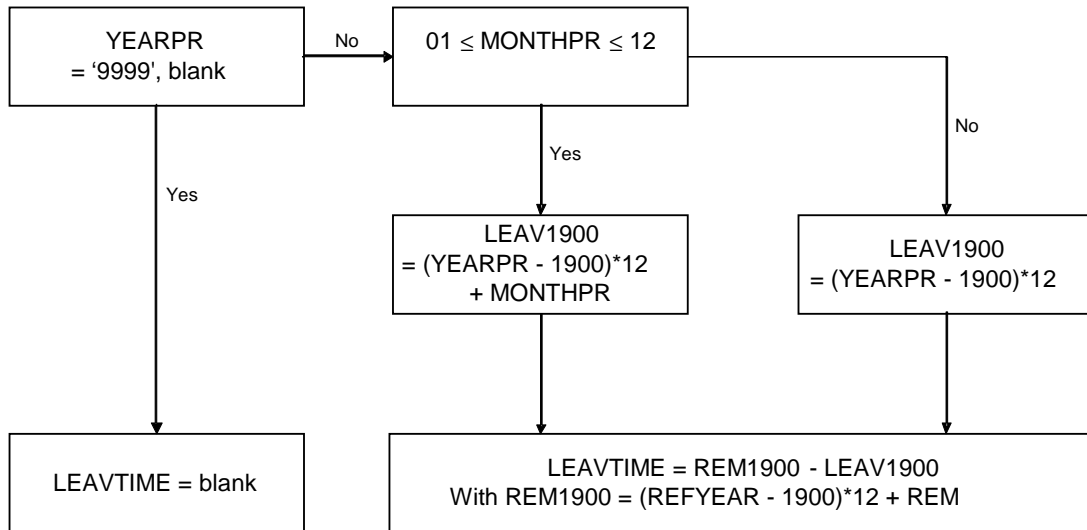 YEARPR
= ‘9999', blank
No
01 ≤ MONTHPR ≤ 12
No
Yes
Yes
LEAV1900
= (YEARPR - 1900)*12
+ MONTHPR
LEAV1900
= (YEARPR - 1900)*12
LEAVTIME = blank
LEAVTIME = REM1900 - LEAV1900
With REM1900 = (REFYEAR - 1900)*12 + REM